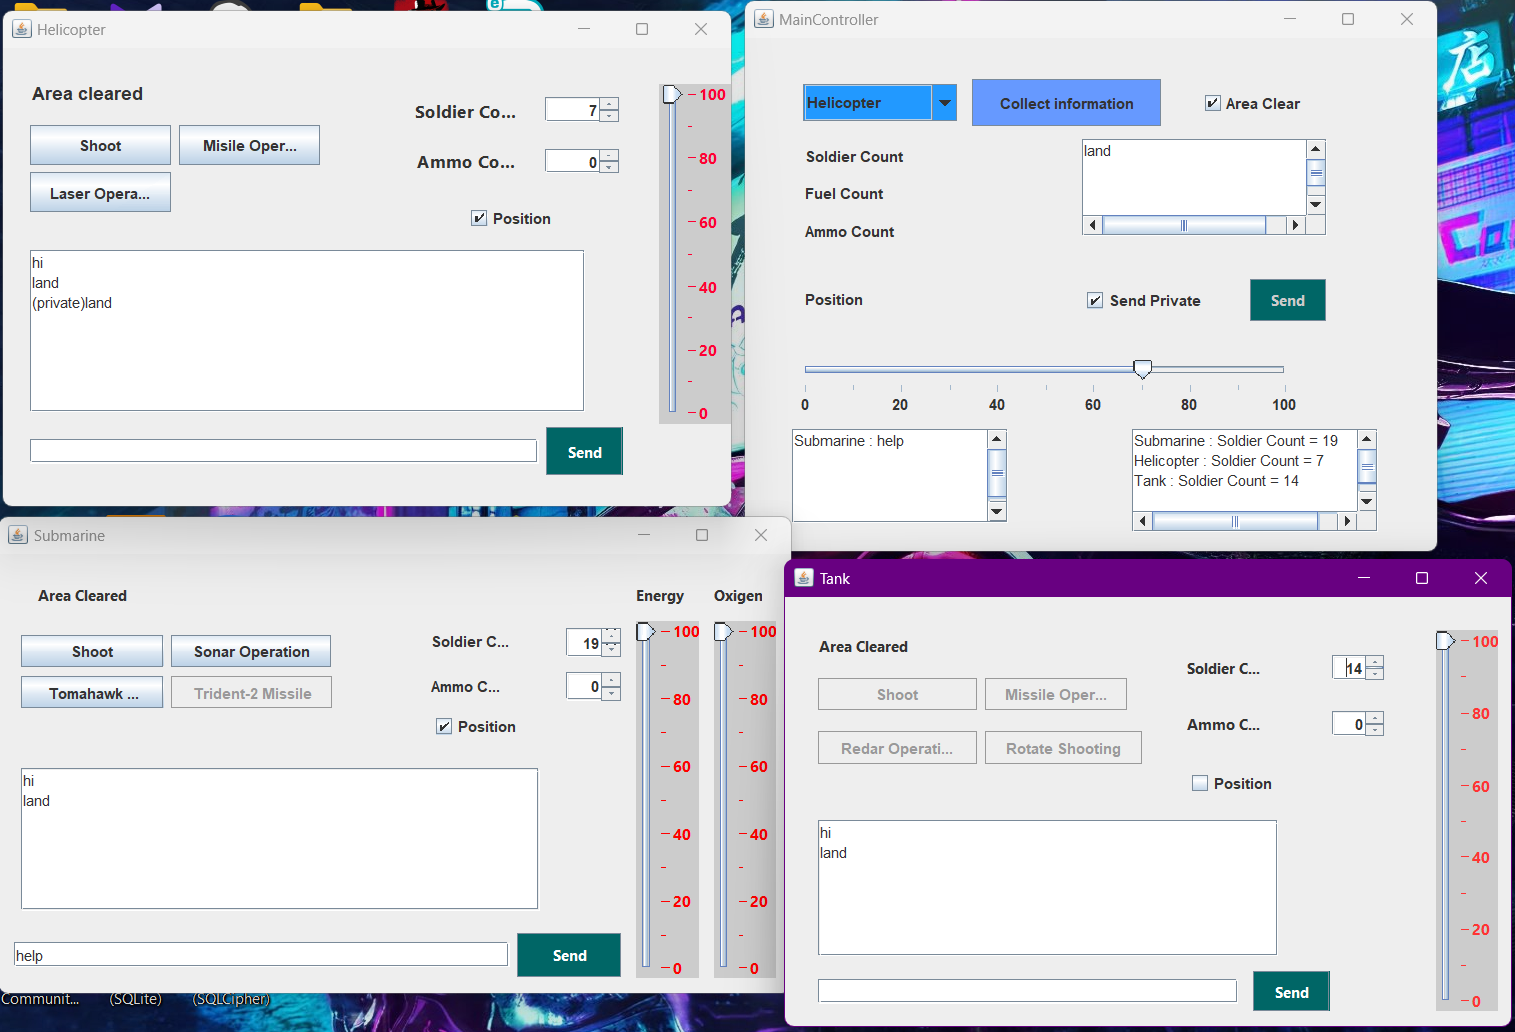 Helicopter
Area cleared
Shoot
Misile Oper...
Laser Opera...
Soldier Co...
7
Ammo Co...
0
Position
100
80
60
40
20
0
hi
land
(private)land
Send
MainController
Helicopter
Collect information
Area Clear
Soldier Count
Fuel Count
Ammo Count
land
Position
Send Private
Send
0 20 40 60 80 100
Submarine : help
Submarine : Soldier Count = 19
Helicopter : Soldier Count = 7
Tank : Soldier Count = 14
Submarine
Area Cleared
Energy
Oxigen
Shoot
Sonar Operation
Tomahawk ...
Trident-2 Missile
Soldier C...
19
Ammo C...
0
Position
100
80
60
40
20
0
100
80
60
40
20
0
hi
land
help
Send
Tank
Area Cleared
Shoot
Missile Oper...
Redar Operati...
Rotate Shooting
Soldier C...
14
Ammo C...
0
Position
100
80
60
40
20
0
hi
land
Send
Communit...
(SQLite)
(SQLCipher)
店